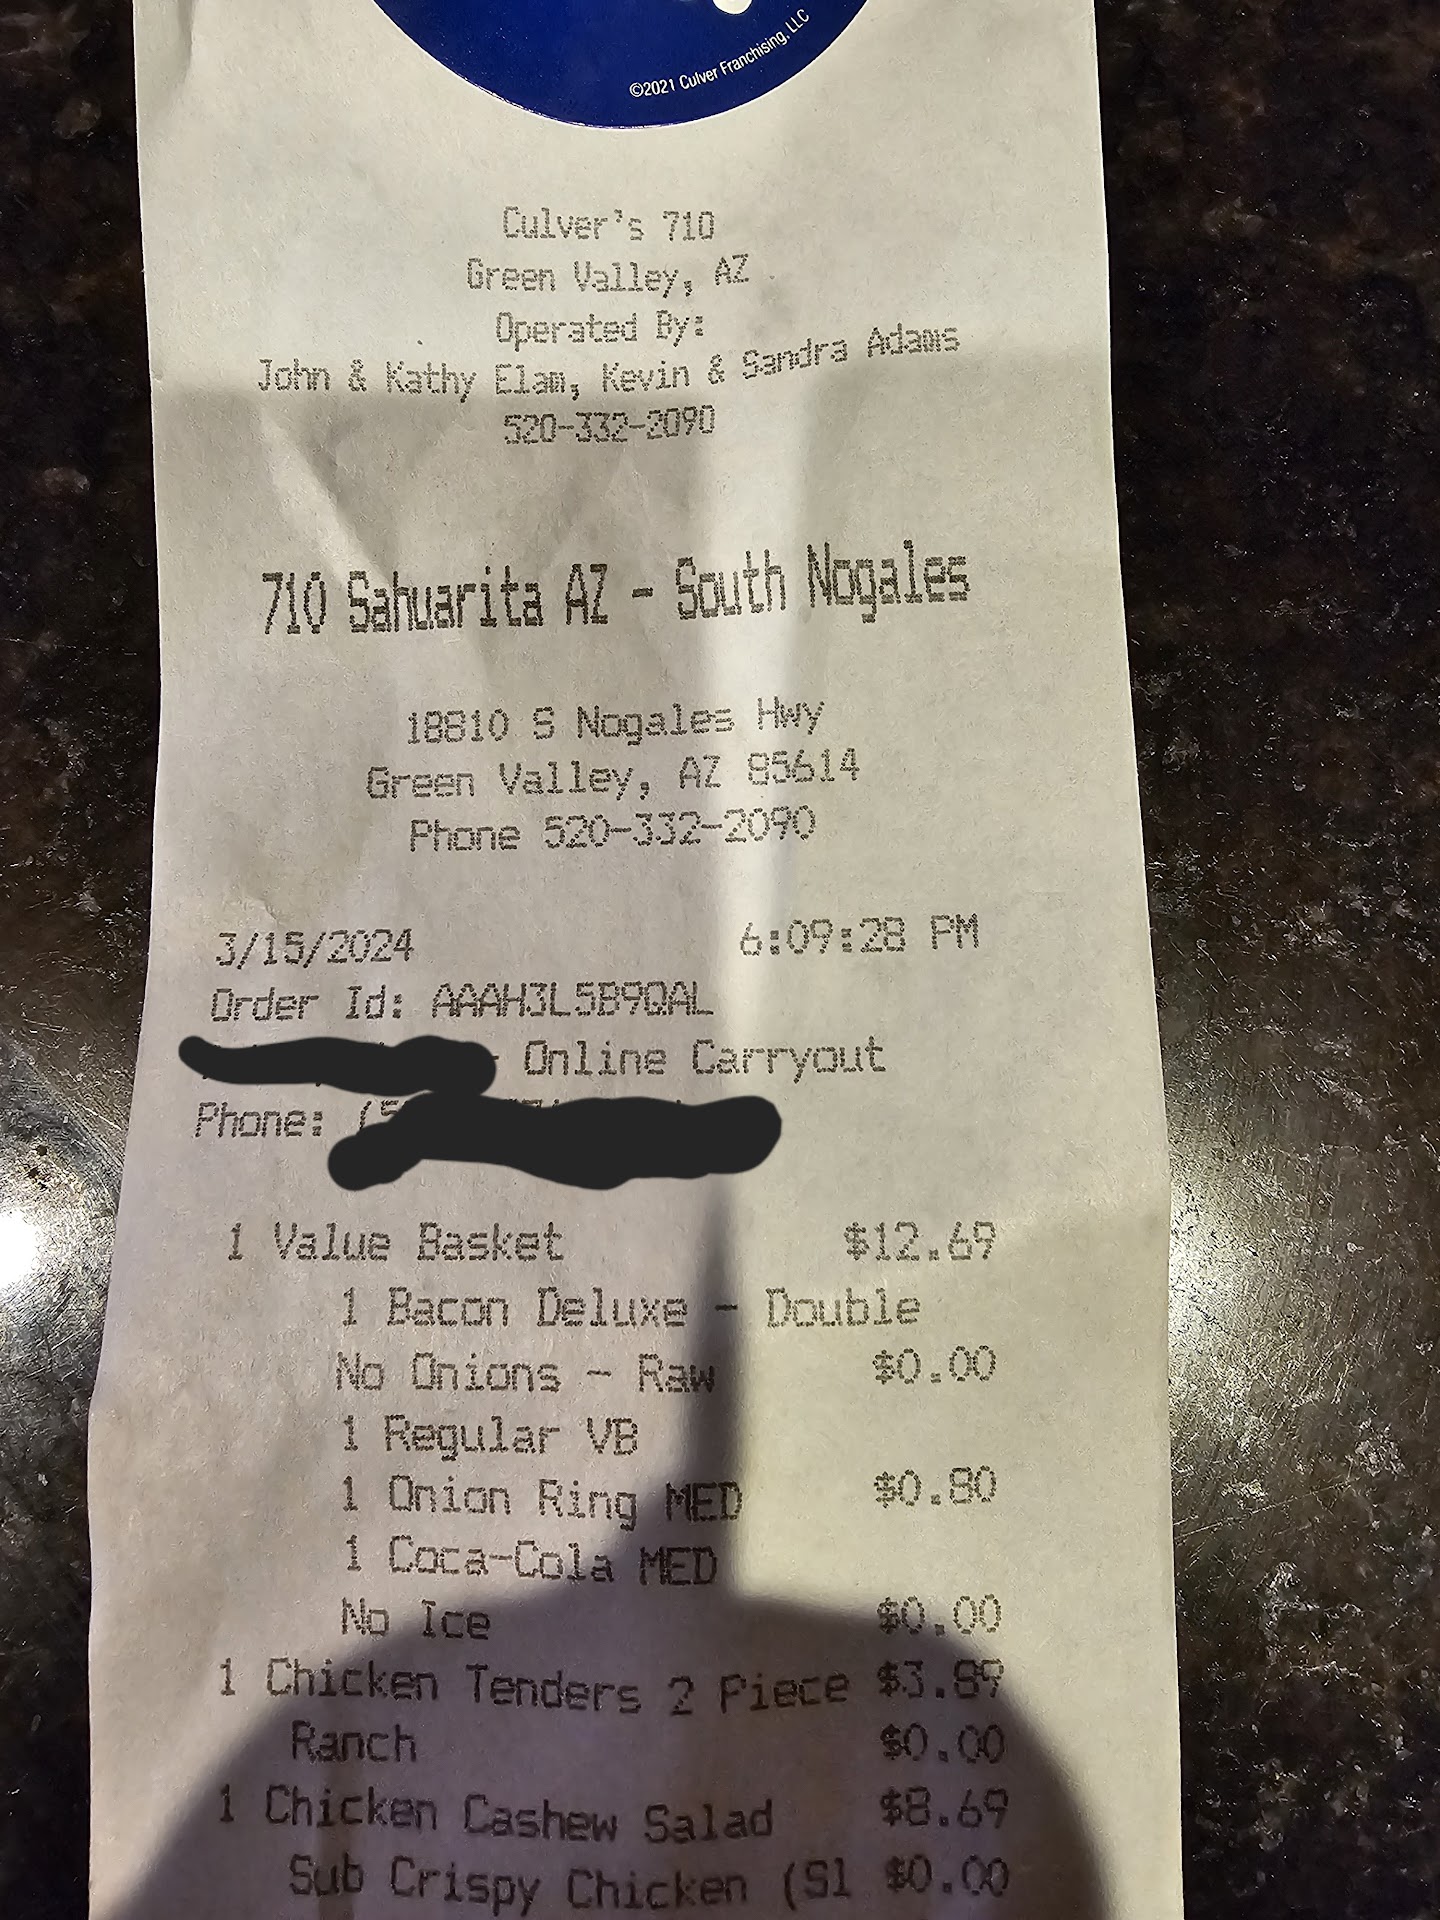 ©2021 Culver Franchising, LLC
Culver's 710
Green Valley, AZ
Operated By:
John & Kathy Elam, Kevin & Sandra Adams
520-332-2090
710 Sahuarita AZ - South Nogales
18810 S Nogales Hwy
Green Valley, AZ 85614
Phone 520-332-2090
3/15/2024 6:09:28 PM
Order Id: AAAH3L5B9QAL
- Online Carryout
Phone: (5
1 Value Basket $12.69
1 Bacon Deluxe - Double
No Onions - Raw $0.00
1 Regular VB
1 Onion Ring MED $0.80
1 Coca-Cola MED
No Ice $0.00
1 Chicken Tenders 2 Piece $3.89
Ranch $0.00
1 Chicken Cashew Salad $8.69
Sub Crispy Chicken (Sl $0.00